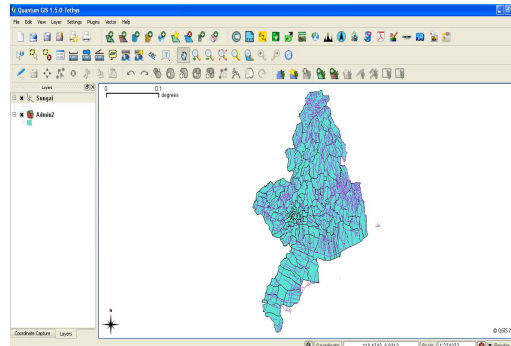 Quantum GIS 1.5.0-Tethys
File Edit View Layer Settings Plugins Vector Help
Layers
Sungai
Admin2
0 0.1
degrees
N
© QGIS 2
Coordinate Capture Layers
Coordinate:
Scale
Render